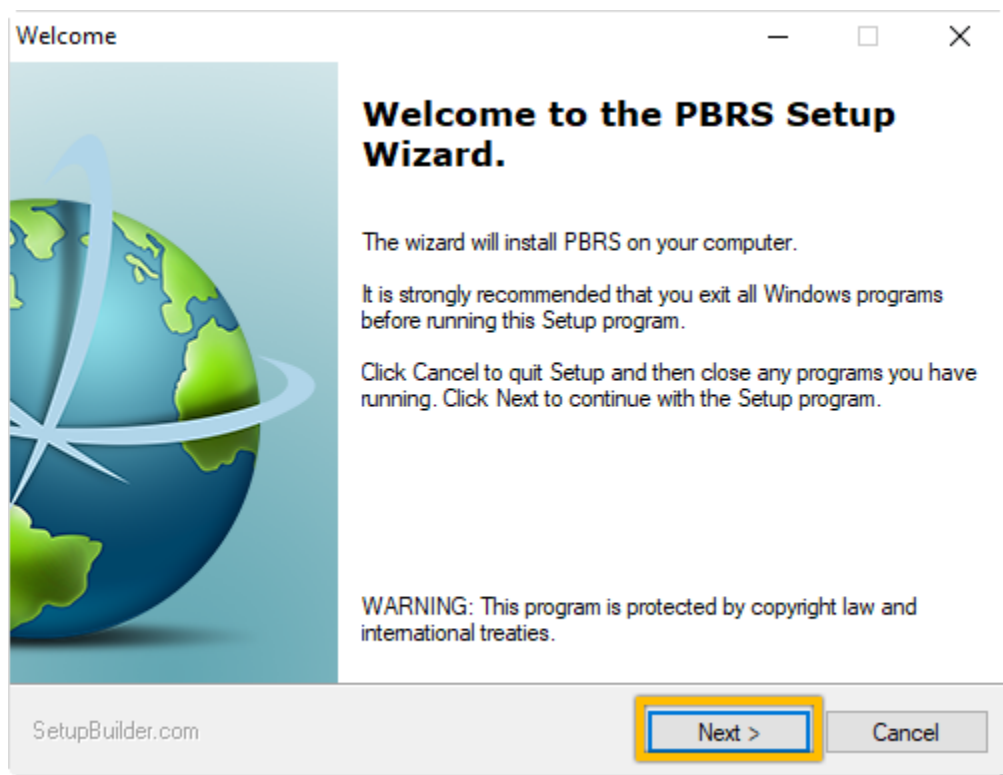 Welcome
Welcome to the PBRS Setup
Wizard.
The wizard will install PBRS on your computer.
It is strongly recommended that you exit all Windows programs
before running this Setup program.
Click Cancel to quit Setup and then close any programs you have
running. Click Next to continue with the Setup program.
WARNING: This program is protected by copyright law and
international treaties.
SetupBuilder.com
Next >
Cancel